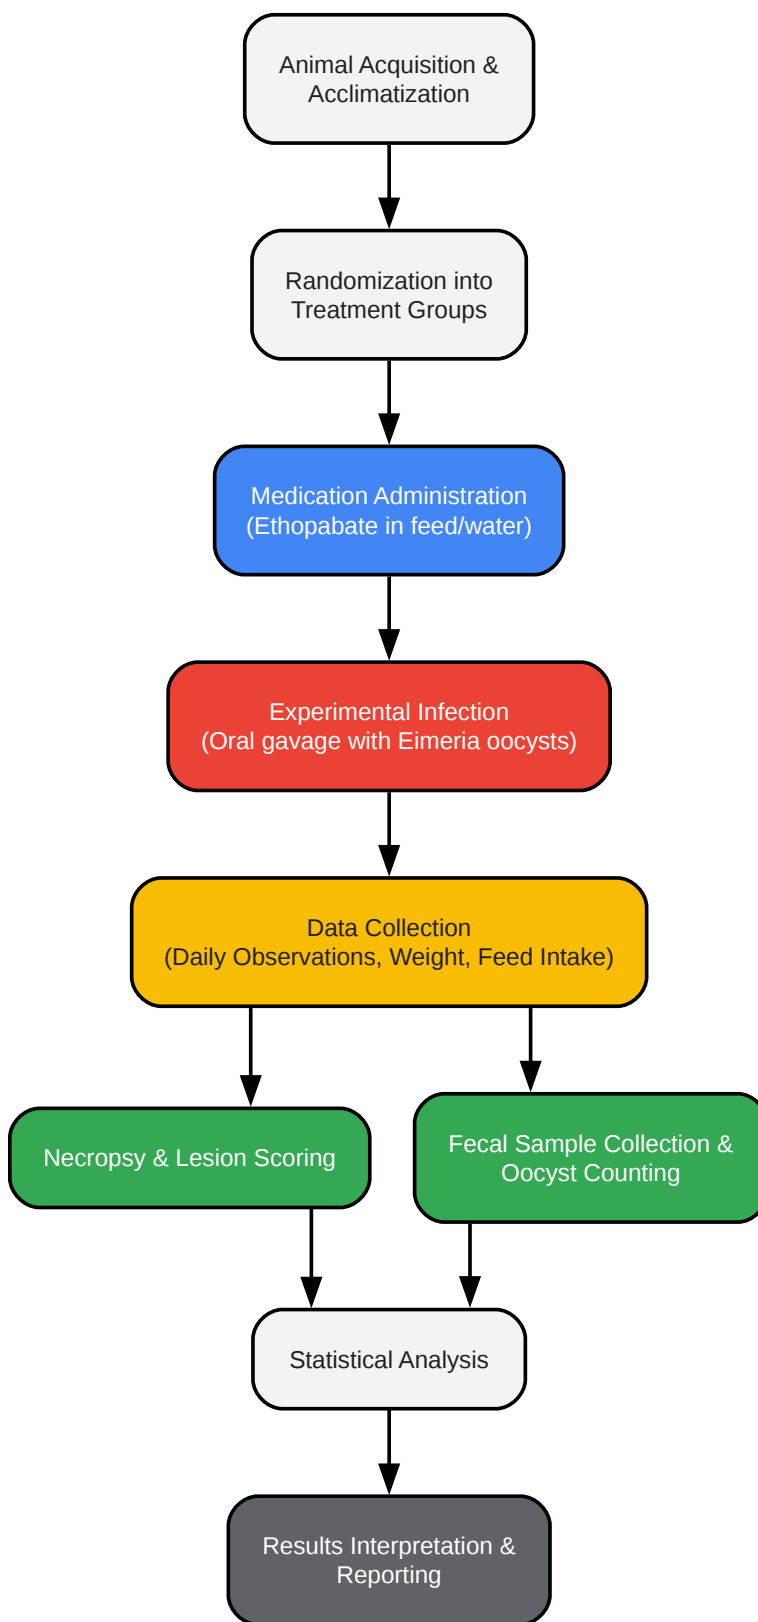 Animal Acquisition &
Acclimatization
Randomization into
Treatment Groups
Medication Administration
(Ethopabate in feed/water)
Experimental Infection
(Oral gavage with Eimeria oocysts)
Data Collection
(Daily Observations, Weight, Feed Intake)
Necropsy & Lesion Scoring
Fecal Sample Collection &
Oocyst Counting
Statistical Analysis
Results Interpretation &
Reporting